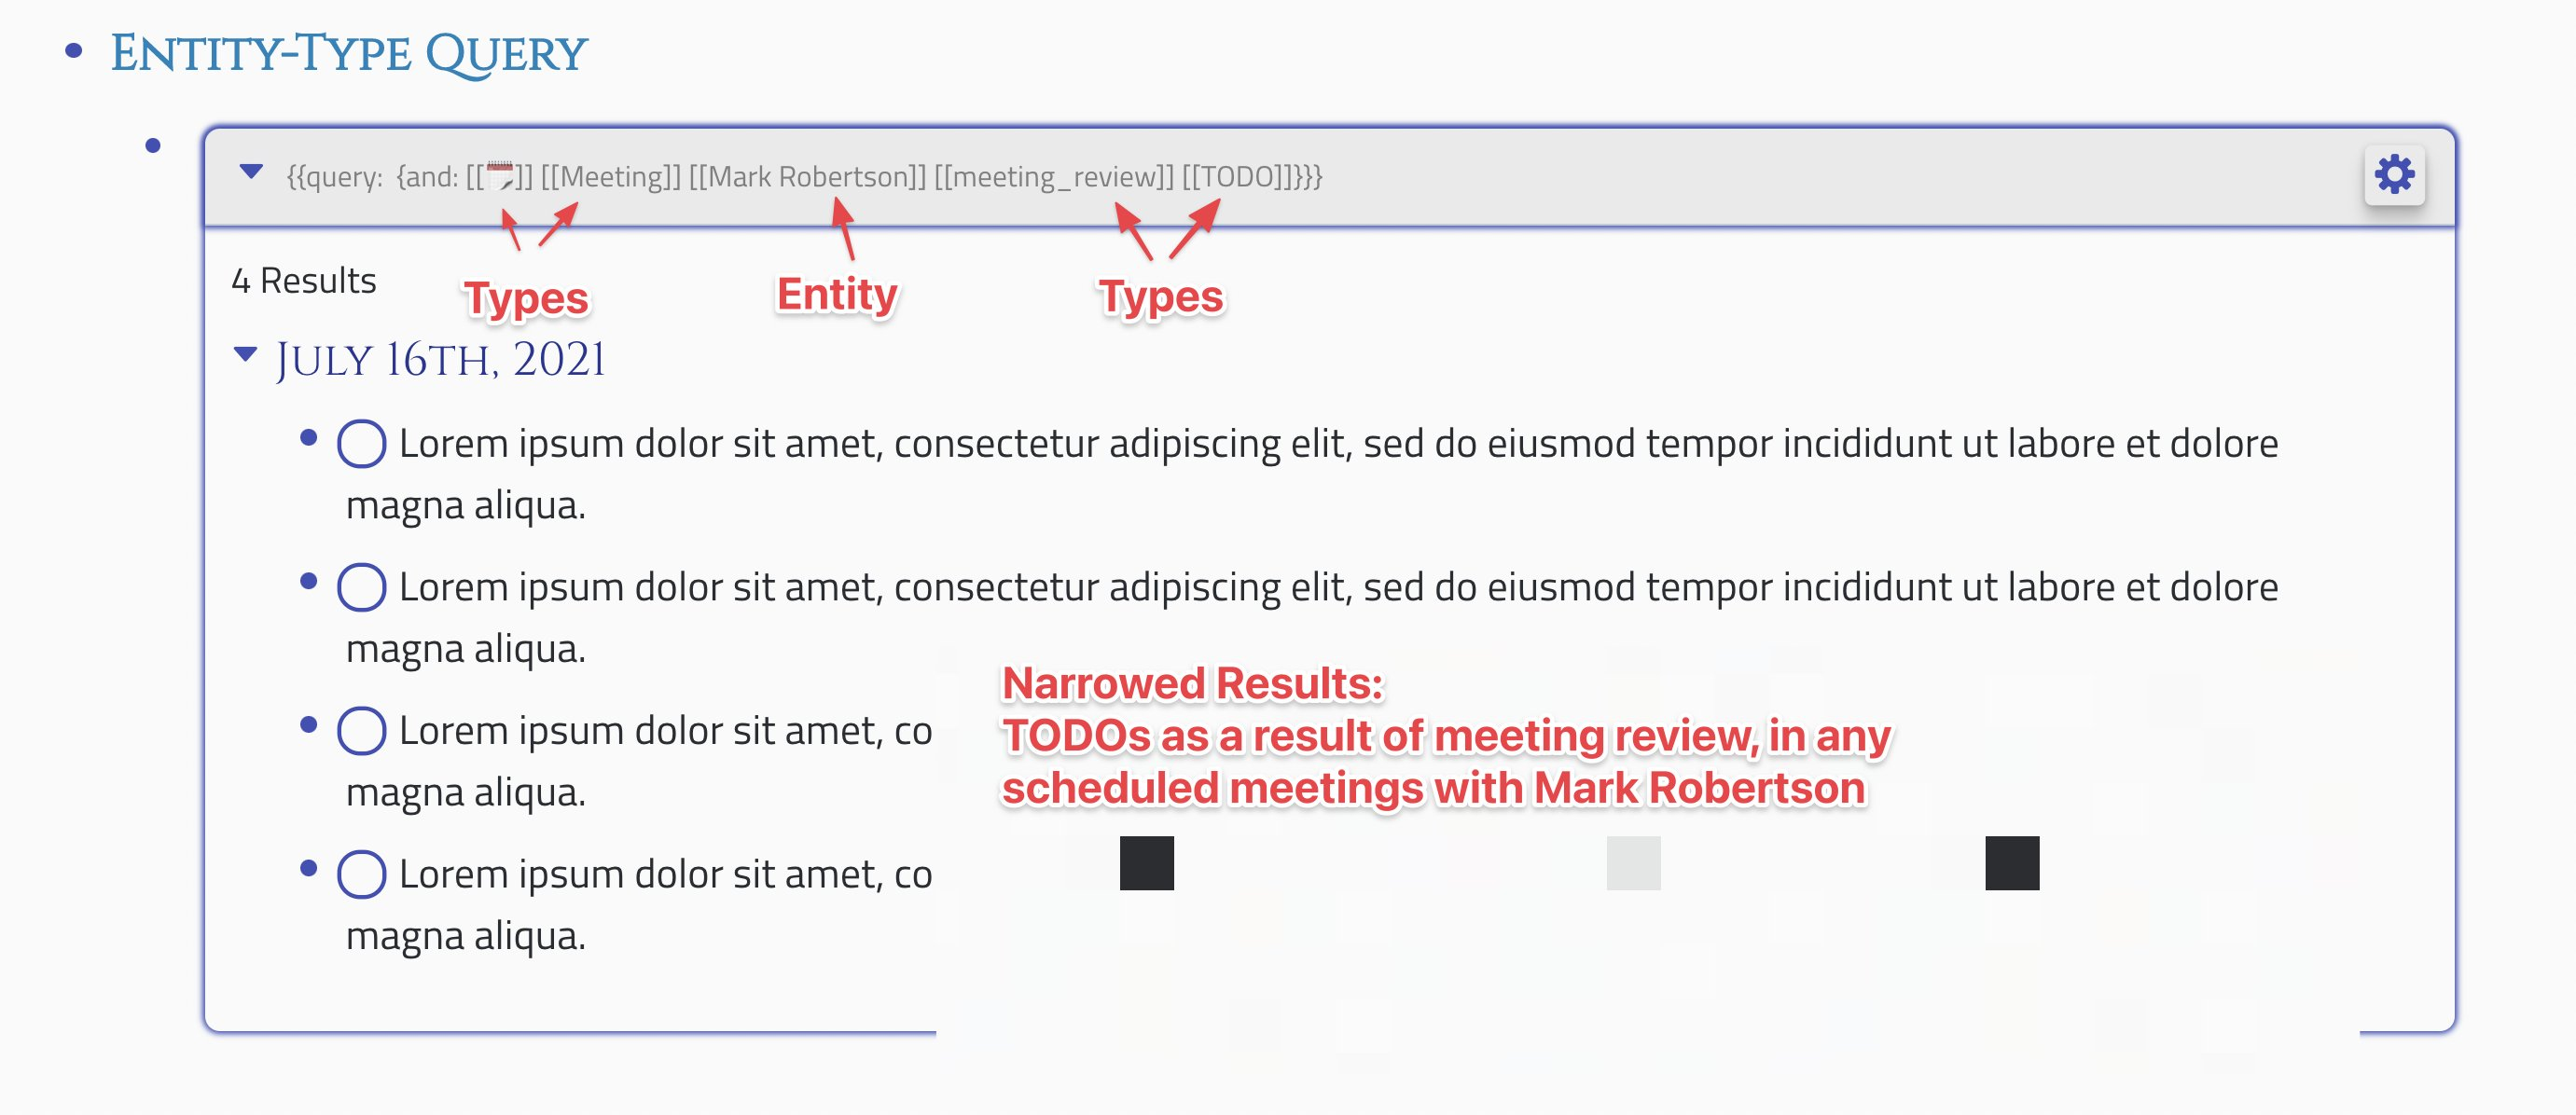 Entity-Type Query
{{query: {and: [[🗓]] [[Meeting]] [[Mark Robertson]] [[meeting_review]] [[TODO]]}}}
Types
Entity
Types
4 Results
July 16th, 2021
Lorem ipsum dolor sit amet, consectetur adipiscing elit, sed do eiusmod tempor incididunt ut labore et dolore
magna aliqua.
Lorem ipsum dolor sit amet, consectetur adipiscing elit, sed do eiusmod tempor incididunt ut labore et dolore
magna aliqua.
Narrowed Results:
TODOs as a result of meeting review, in any
scheduled meetings with Mark Robertson
Lorem ipsum dolor sit amet, co
magna aliqua.
Lorem ipsum dolor sit amet, co
magna aliqua.